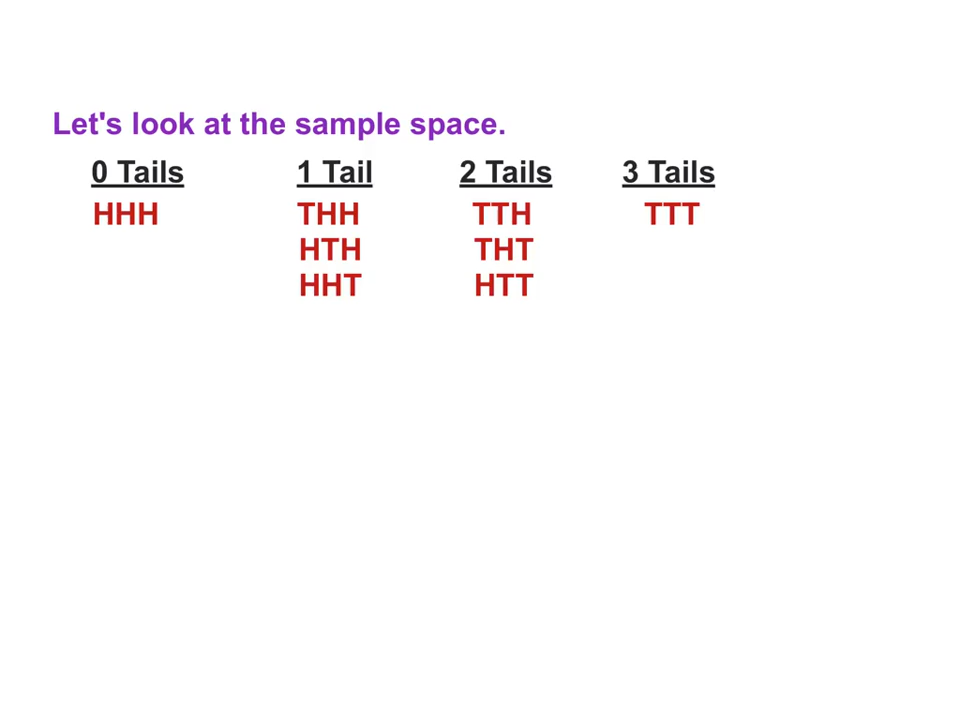 Let's look at the sample space.
0 Tails 1 Tail 2 Tails 3 Tails
HHH THH TTH TTT
HTH THT
HHT HTT